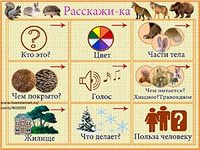 Расскажи-ка
Кто это?
Цвет
Части тела
Чем покрыто?
Голос
Чем питается?
Хищное?Травоядное
Жилище
Что делает?
Польза человеку